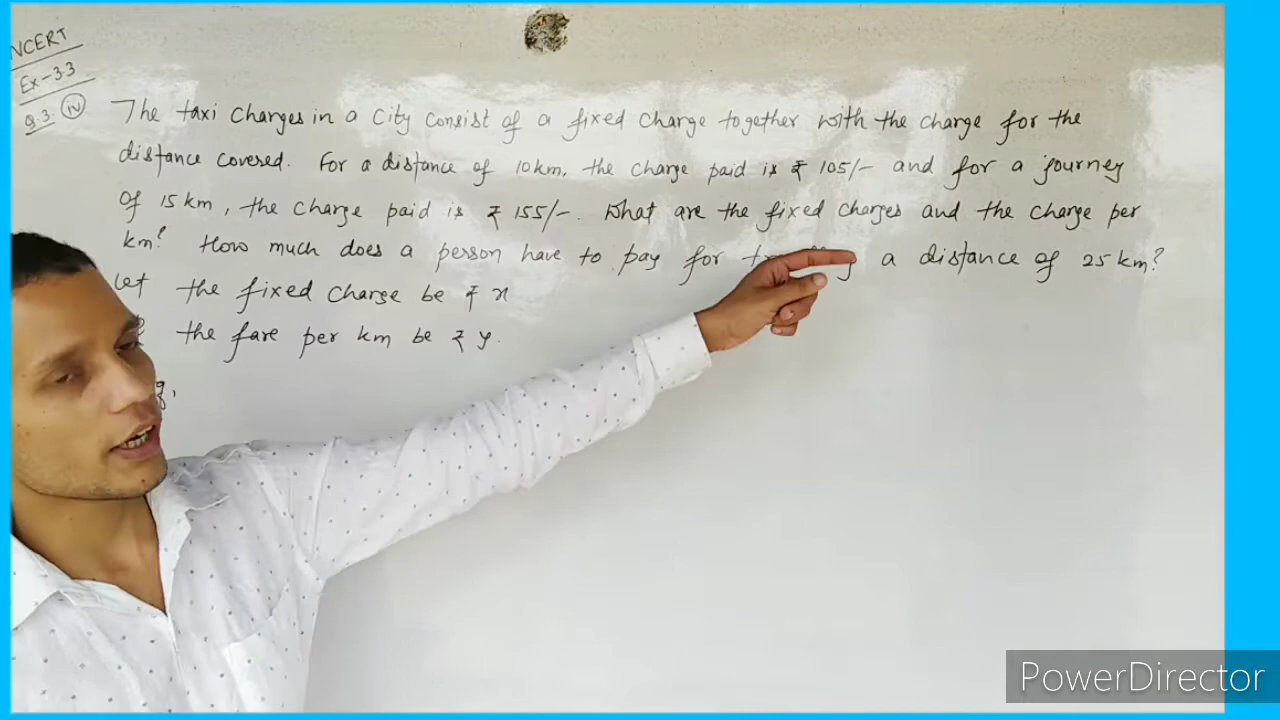 NCERT
Ex-3.3
Q.3. iv
The taxi charges in a City consist of a fixed charge together with the charge for the
distance covered. For a distance of 10 km, the charge paid is ₹ 105/- and for a journey
of 15 km, the charge paid is ₹ 155/-. What are the fixed charges and the charge per
km? How much does a person have to pay for a distance of 25 km?
Let the fixed charge be ₹ x
the fare per km be ₹ y.
PowerDirector